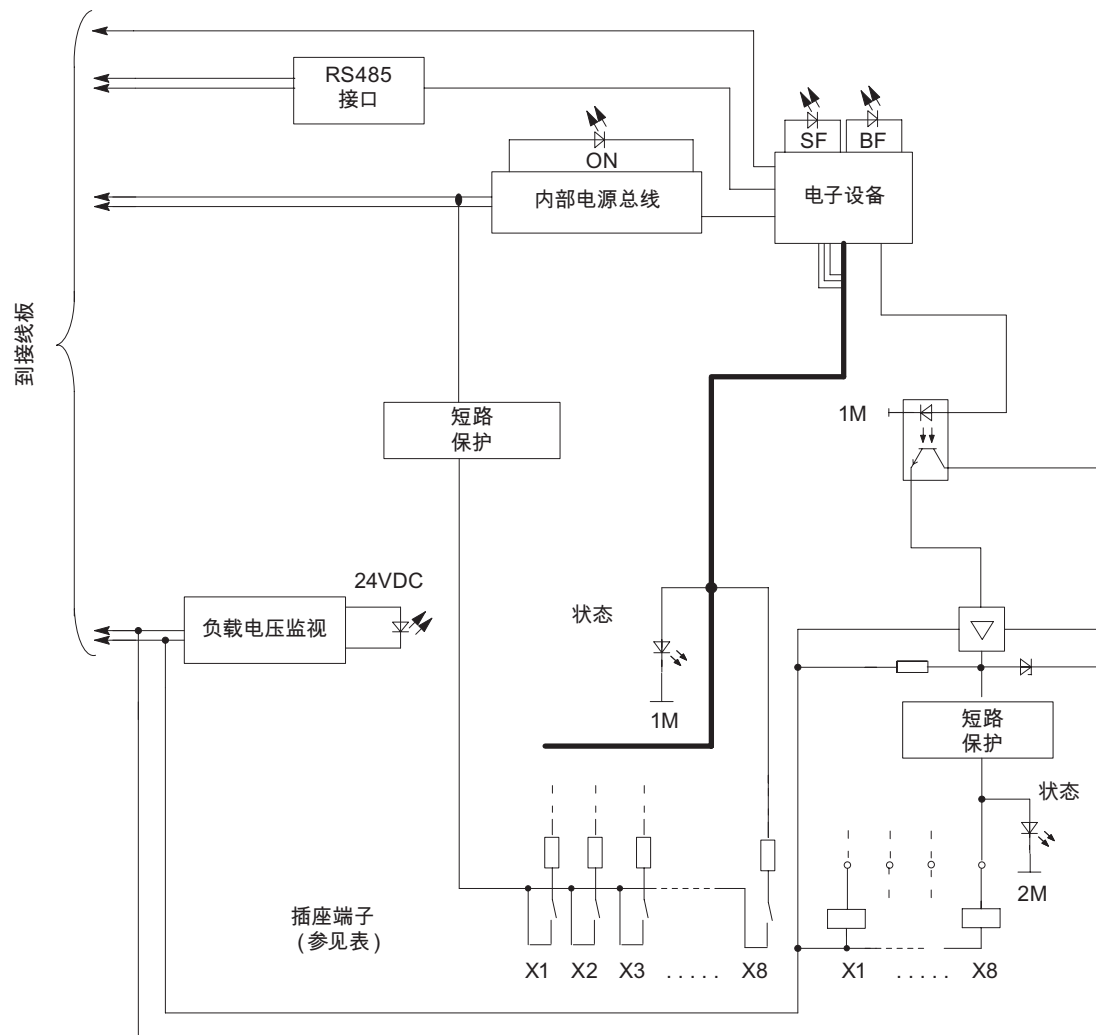 RS485
接口
SF
BF
ON
内部电源总线
电子设备
到接线板
1M
短路
保护
24VDC
负载电压监视
状态
1M
短路
保护
状态
2M
插座端子
(参见表)
X1
X2
X3
.....
X8
X1
.....
X8